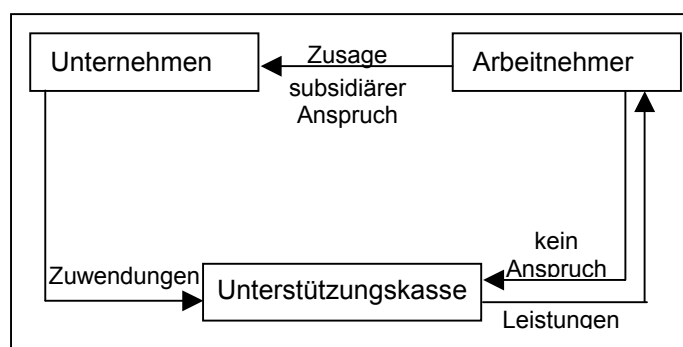 Unternehmen
Zusage
subsidiärer
Anspruch
Arbeitnehmer
Zuwendungen
Unterstützungskasse
kein
Anspruch
Leistungen